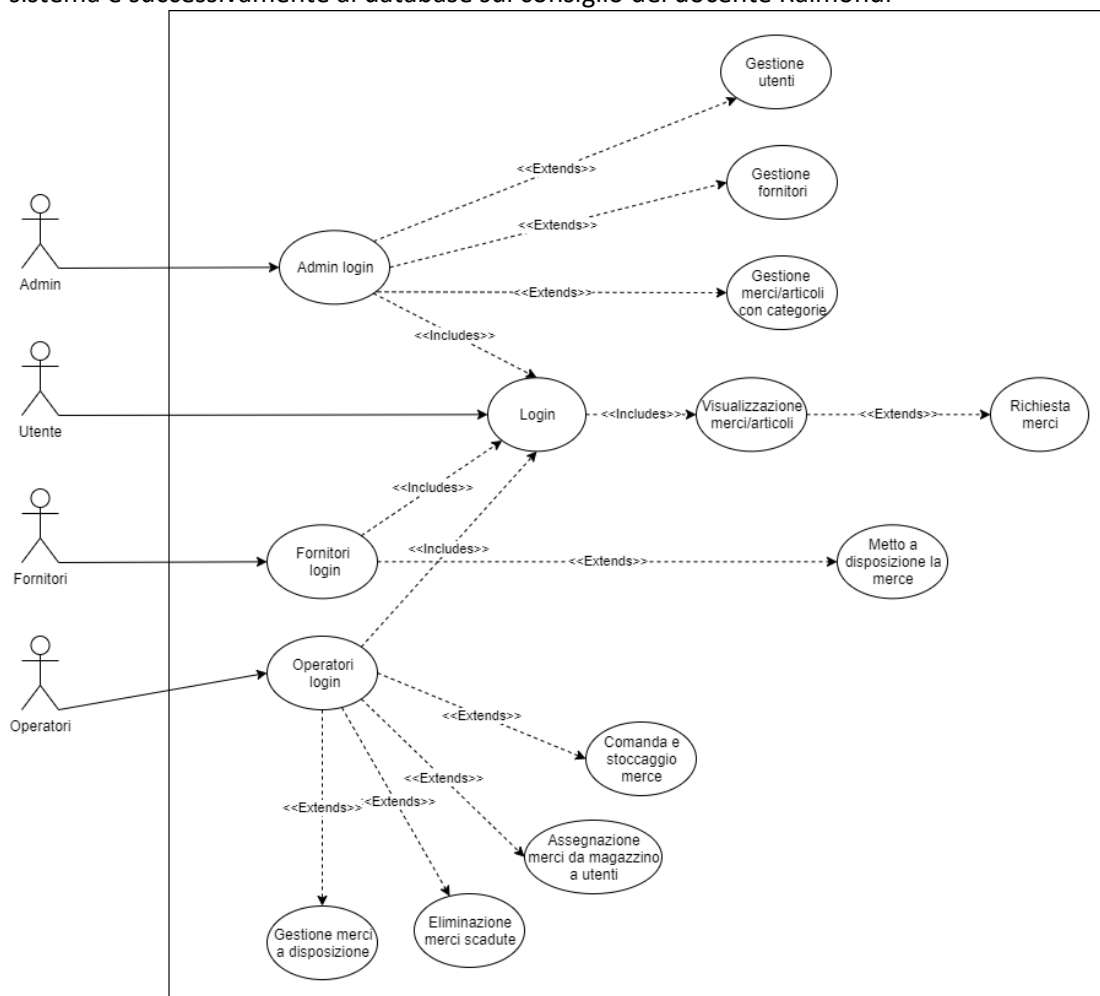 sistema e successivamente al database sul consiglio del docente Raimondi
Gestione
utenti
<<Extends>>
Gestione
fornitori
<<Extends>>
Admin
Admin login
<<Extends>>
Gestione
merci/articoli
con categorie
<<Includes>>
Utente
Login
<<Includes>>
Visualizzazione
merci/articoli
<<Extends>>
Richiesta
merci
<<Includes>>
Fornitori
Fornitori
login
<<Includes>>
<<Extends>>
Metto a
disposizione la
merce
Operatori
Operatori
login
<<Extends>>
Comanda e
stoccaggio
merce
<<Extends>>
<<Extends>>
<<Extends>>
Assegnazione
merci da magazzino
a utenti
Eliminazione
merci scadute
Gestione merci
a disposizione